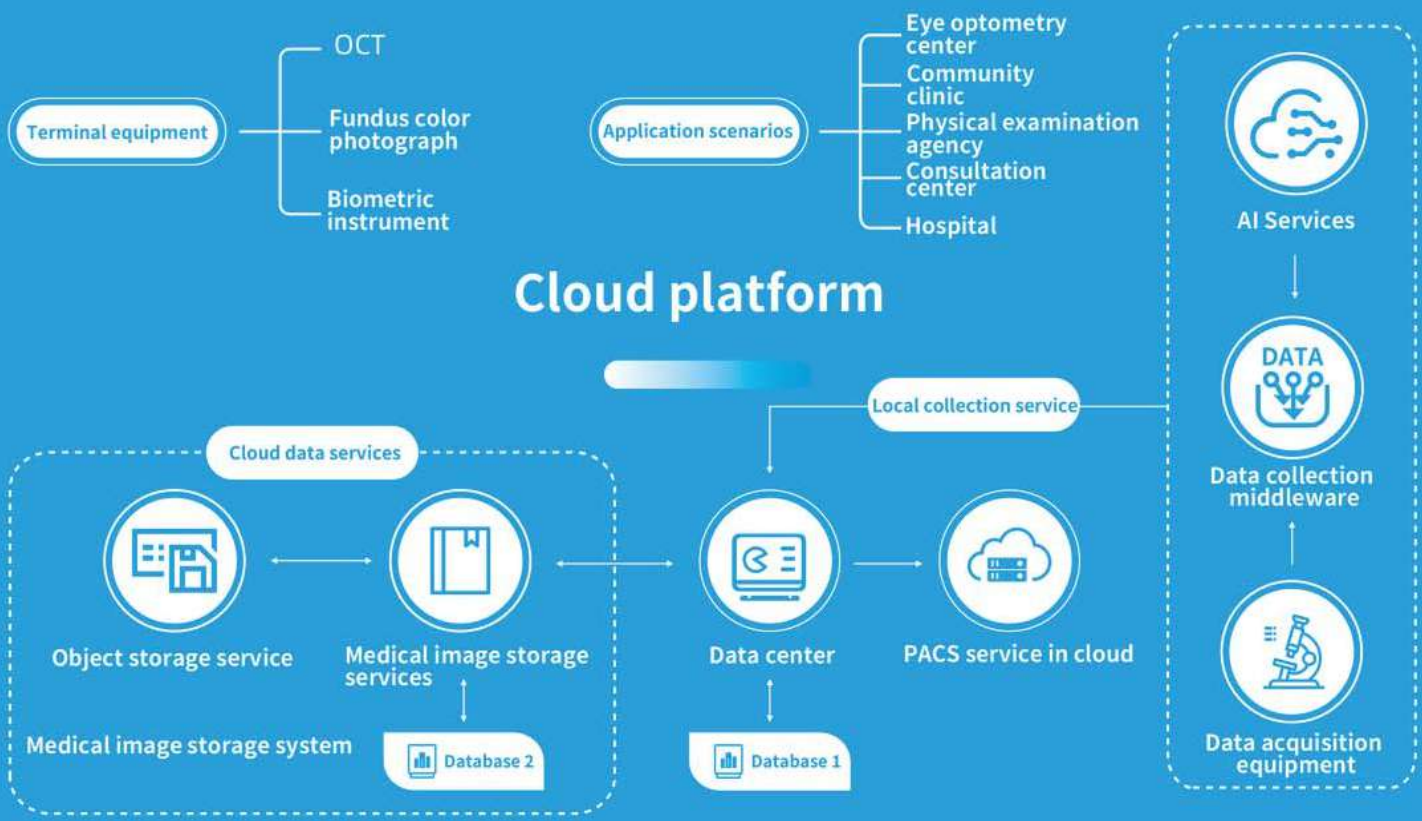 Terminal equipment
OCT
Fundus color
photograph
Biometric
instrument
Application scenarios
Eye optometry
center
Community
clinic
Physical examination
agency
Consultation
center
Hospital
AI Services
DATA
Data collection
middleware
Data acquisition
equipment
Cloud platform
Local collection service
Cloud data services
Object storage service
Medical image storage
services
Data center
PACS service in cloud
Medical image storage system
Database 2
Database 1